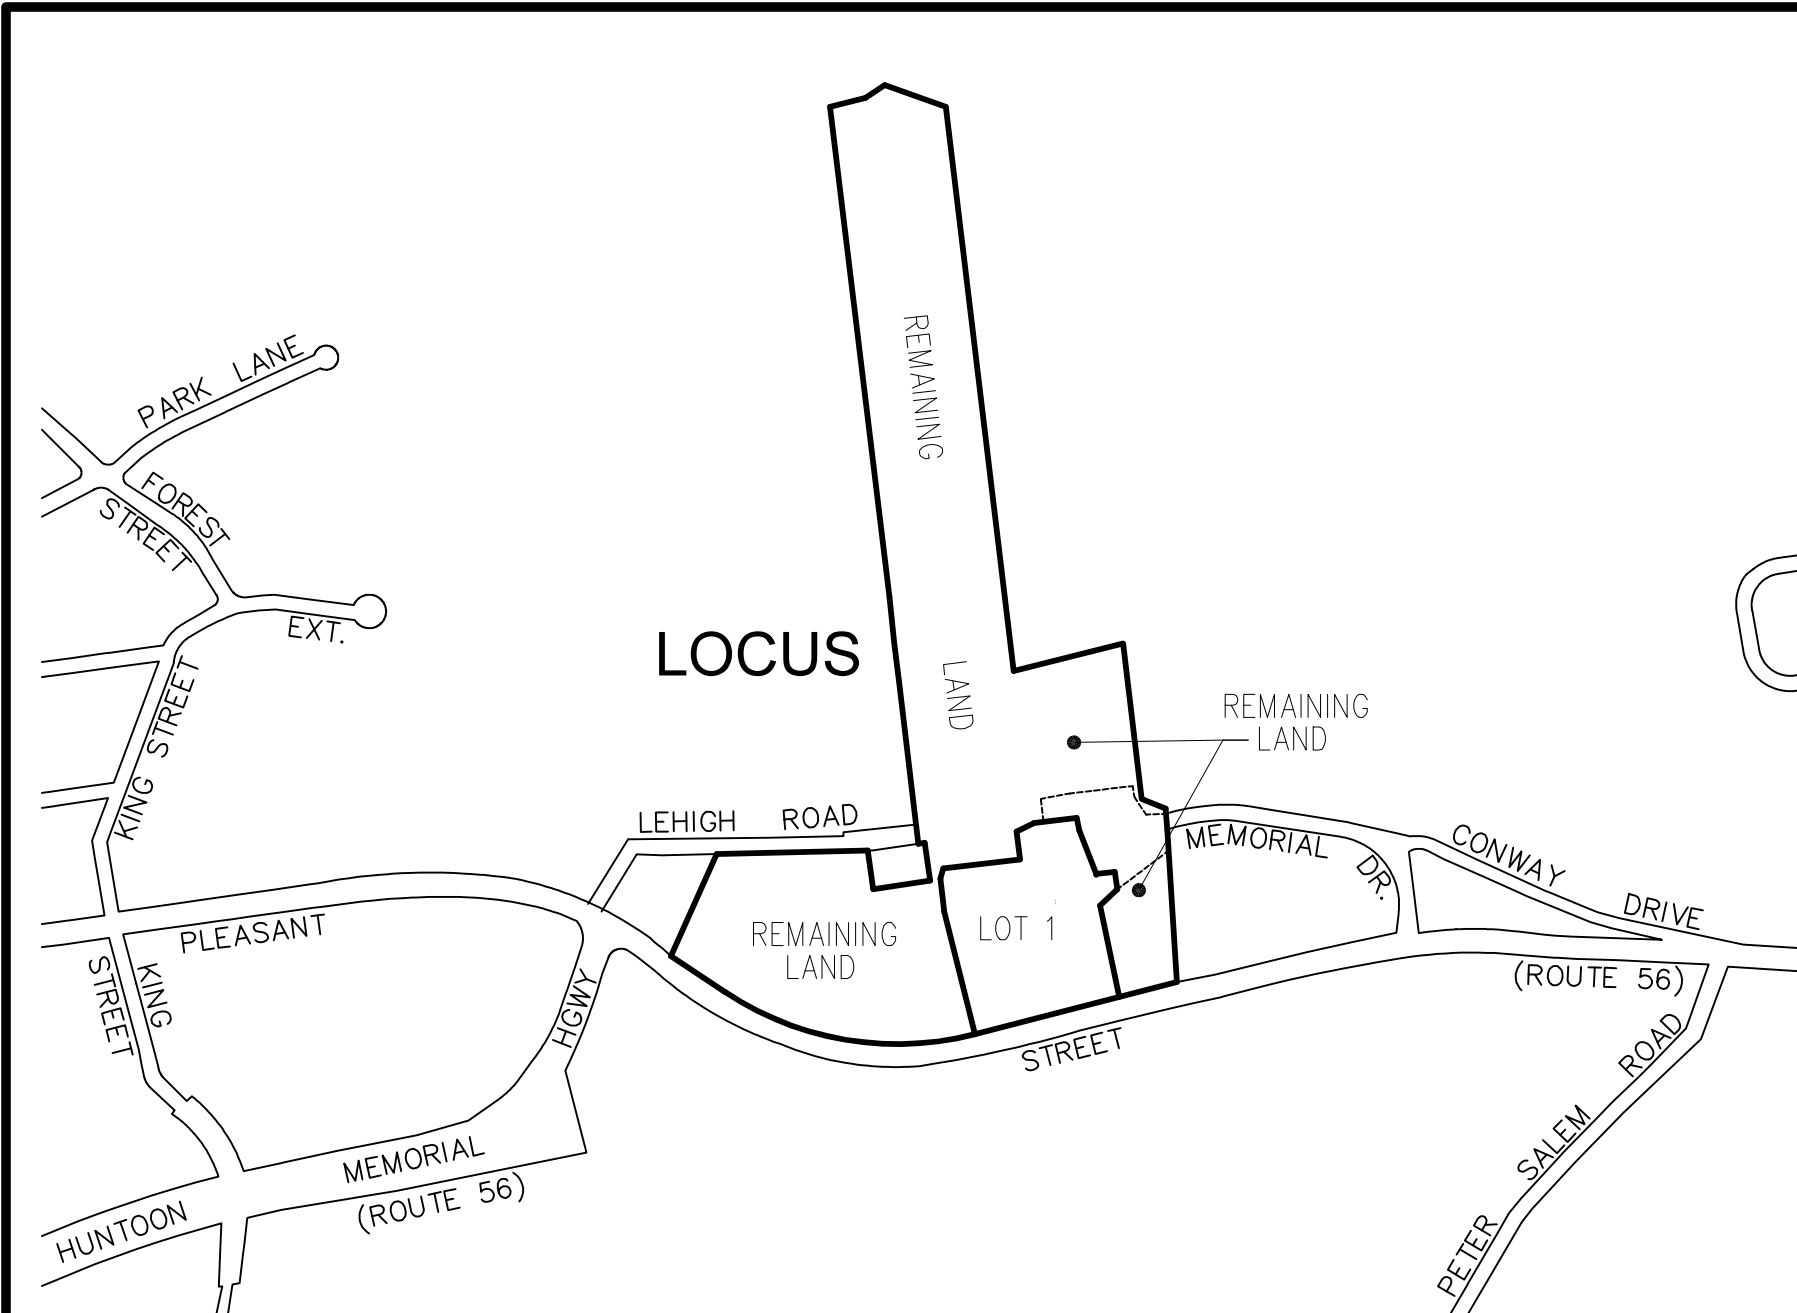 REMAINING
LAND
PARK LANE
FOREST
STREET
EXT.
LOCUS
KING STREET
REMAINING
LAND
LEHIGH ROAD
MEMORIAL
DR.
CONWAY
DRIVE
PLEASANT
REMAINING
LAND
LOT 1
KING
STREET
HGWY
STREET
(ROUTE 56)
MEMORIAL
(ROUTE 56)
HUNTOON
PETER SALEM ROAD